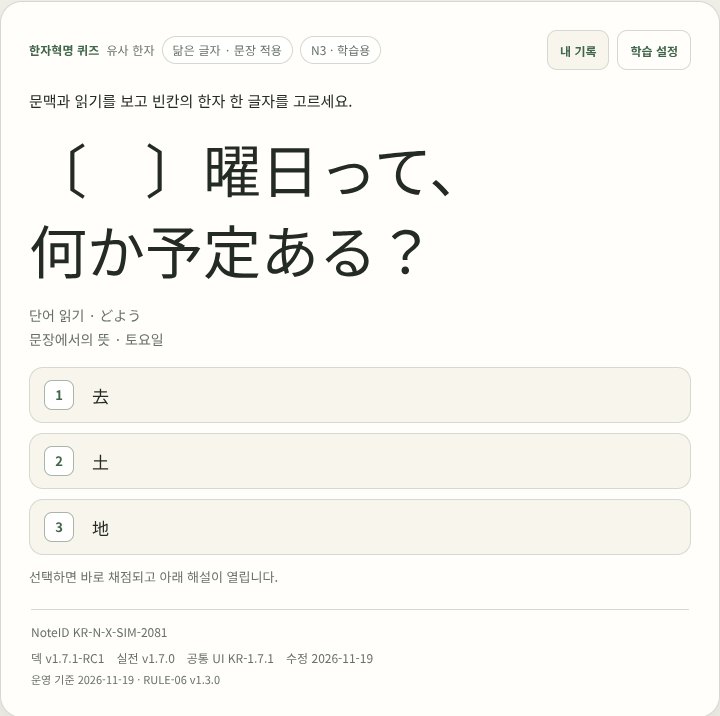 한자혁명 퀴즈 유사 한자 닮은 글자 · 문장 적용 N3 · 학습용 내 기록 학습 설정
문맥과 읽기를 보고 빈칸의 한자 한 글자를 고르세요.
〔　〕曜日って、
何か予定ある？
단어 읽기 · どよう
문장에서의 뜻 · 토요일
1 去
2 土
3 地
선택하면 바로 채점되고 아래 해설이 열립니다.
NoteID KR-N-X-SIM-2081
덱 v1.7.1-RC1 실전 v1.7.0 공통 UI KR-1.7.1 수정 2026-11-19
운영 기준 2026-11-19 · RULE-06 v1.3.0